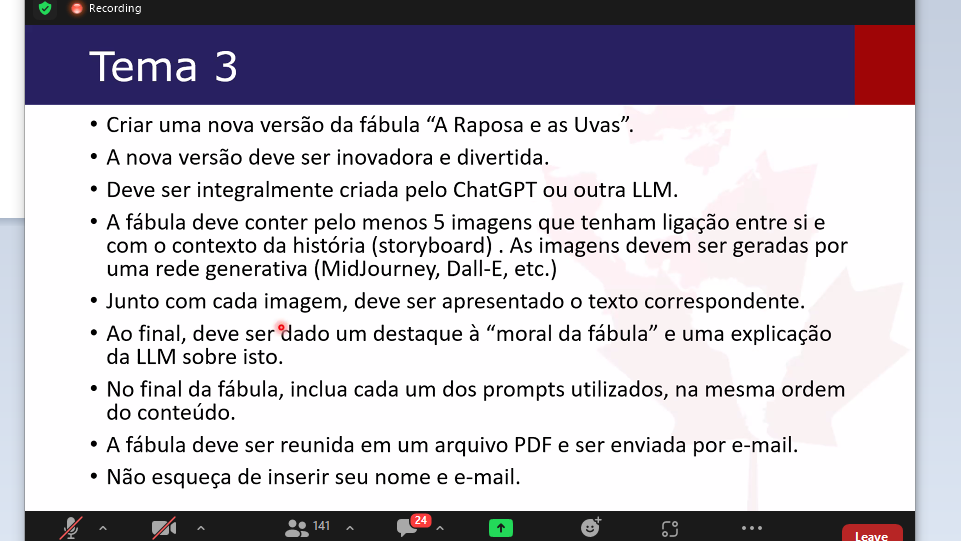 Recording
Tema 3
• Criar uma nova versão da fábula “A Raposa e as Uvas”.
• A nova versão deve ser inovadora e divertida.
• Deve ser integralmente criada pelo ChatGPT ou outra LLM.
• A fábula deve conter pelo menos 5 imagens que tenham ligação entre si e
com o contexto da história (storyboard) . As imagens devem ser geradas por
uma rede generativa (MidJourney, Dall-E, etc.)
• Junto com cada imagem, deve ser apresentado o texto correspondente.
• Ao final, deve ser dado um destaque à “moral da fábula” e uma explicação
da LLM sobre isto.
• No final da fábula, inclua cada um dos prompts utilizados, na mesma ordem
do conteúdo.
• A fábula deve ser reunida em um arquivo PDF e ser enviada por e-mail.
• Não esqueça de inserir seu nome e e-mail.
141
24
Leave